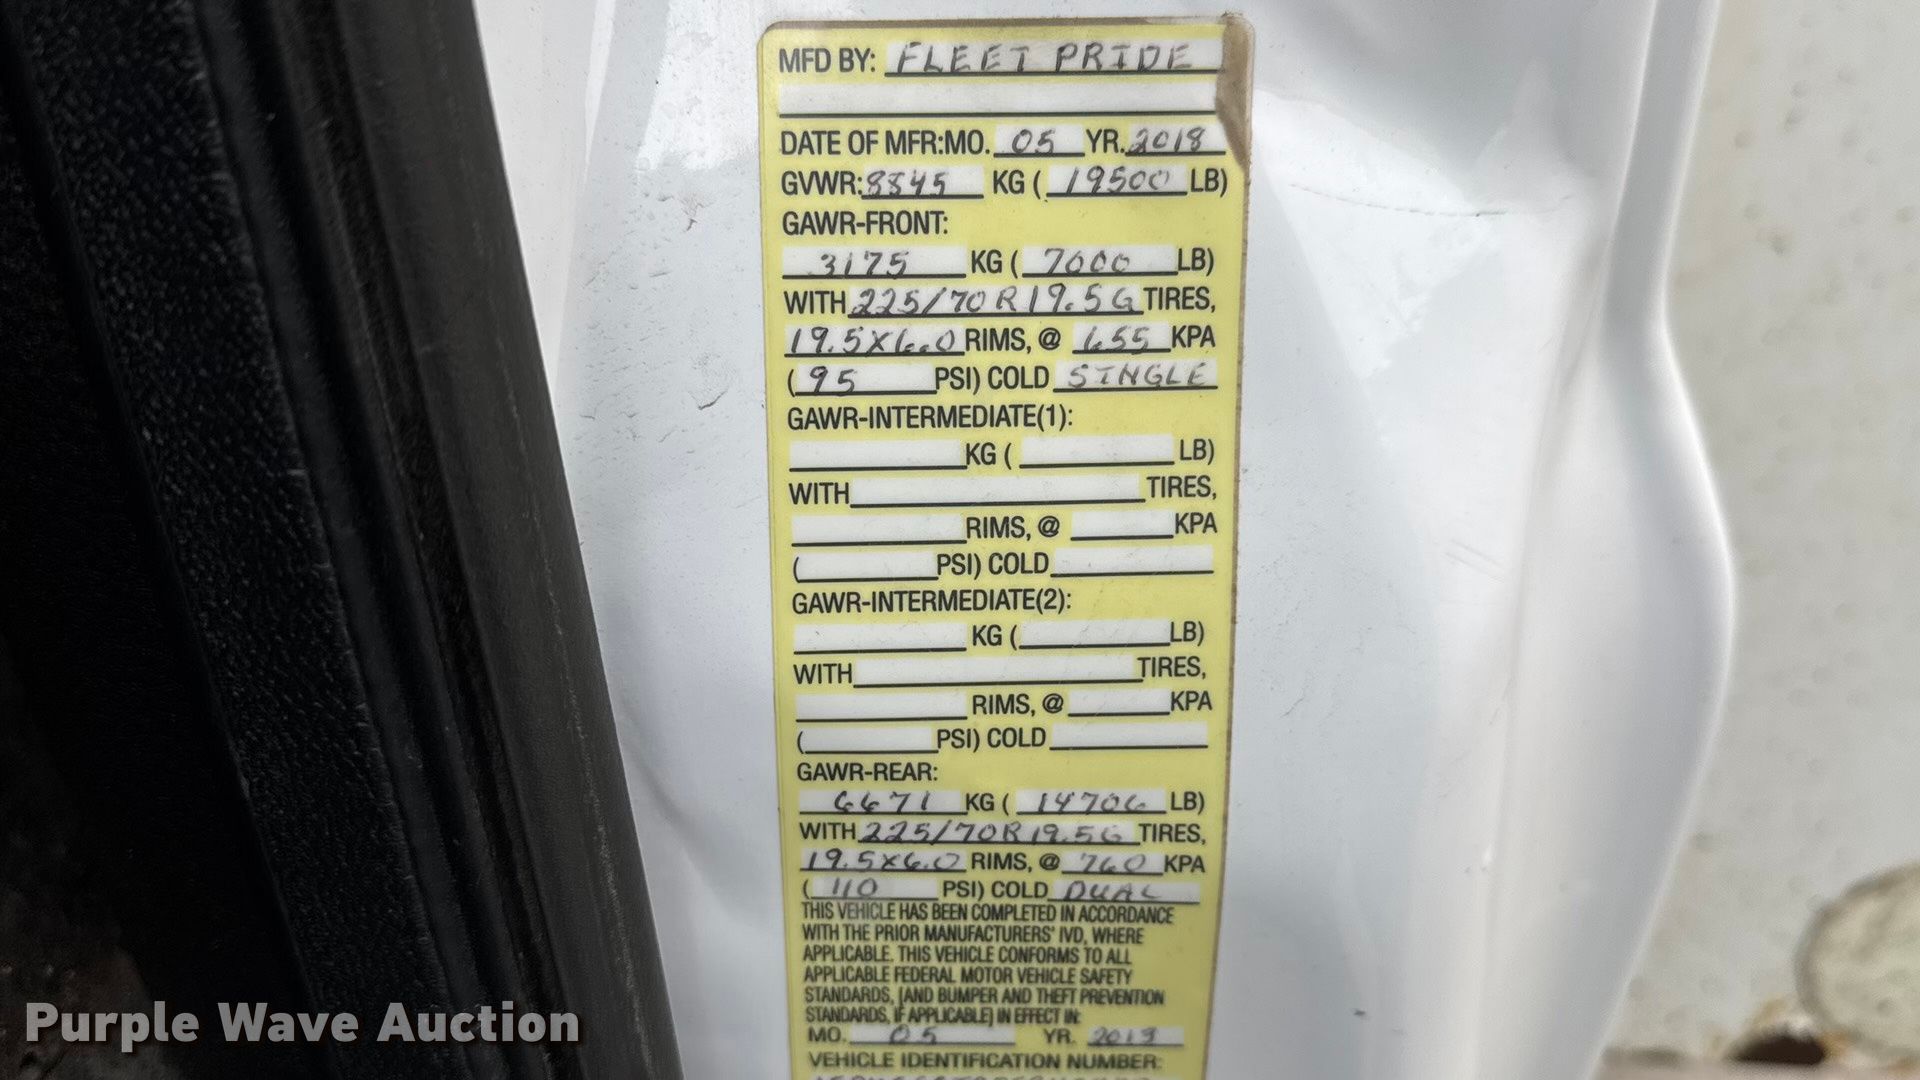 MFD BY: FLEET PRIDE
DATE OF MFR:MO. 05 YR. 2018
GVWR: 8845 KG ( 19500 LB)
GAWR-FRONT:
3175 KG ( 7000 LB)
WITH 225/70R19.5G TIRES,
19.5X6.0 RIMS, @ 655 KPA
( 95 PSI) COLD SINGLE
GAWR-INTERMEDIATE(1):
KG ( LB)
WITH TIRES,
RIMS, @ KPA
( PSI) COLD
GAWR-INTERMEDIATE(2):
KG ( LB)
WITH TIRES,
RIMS, @ KPA
( PSI) COLD
GAWR-REAR:
6671 KG ( 14706 LB)
WITH 225/70R19.5G TIRES,
19.5X6.0 RIMS, @ 760 KPA
( 110 PSI) COLD DUAL
THIS VEHICLE HAS BEEN COMPLETED IN ACCORDANCE
WITH THE PRIOR MANUFACTURERS' IVD, WHERE
APPLICABLE. THIS VEHICLE CONFORMS TO ALL
APPLICABLE FEDERAL MOTOR VEHICLE SAFETY
STANDARDS, [AND BUMPER AND THEFT PREVENTION
STANDARDS, IF APPLICABLE] IN EFFECT IN:
MO. 05 YR.
VEHICLE IDENTIFICATION NUMBER:
Purple Wave Auction